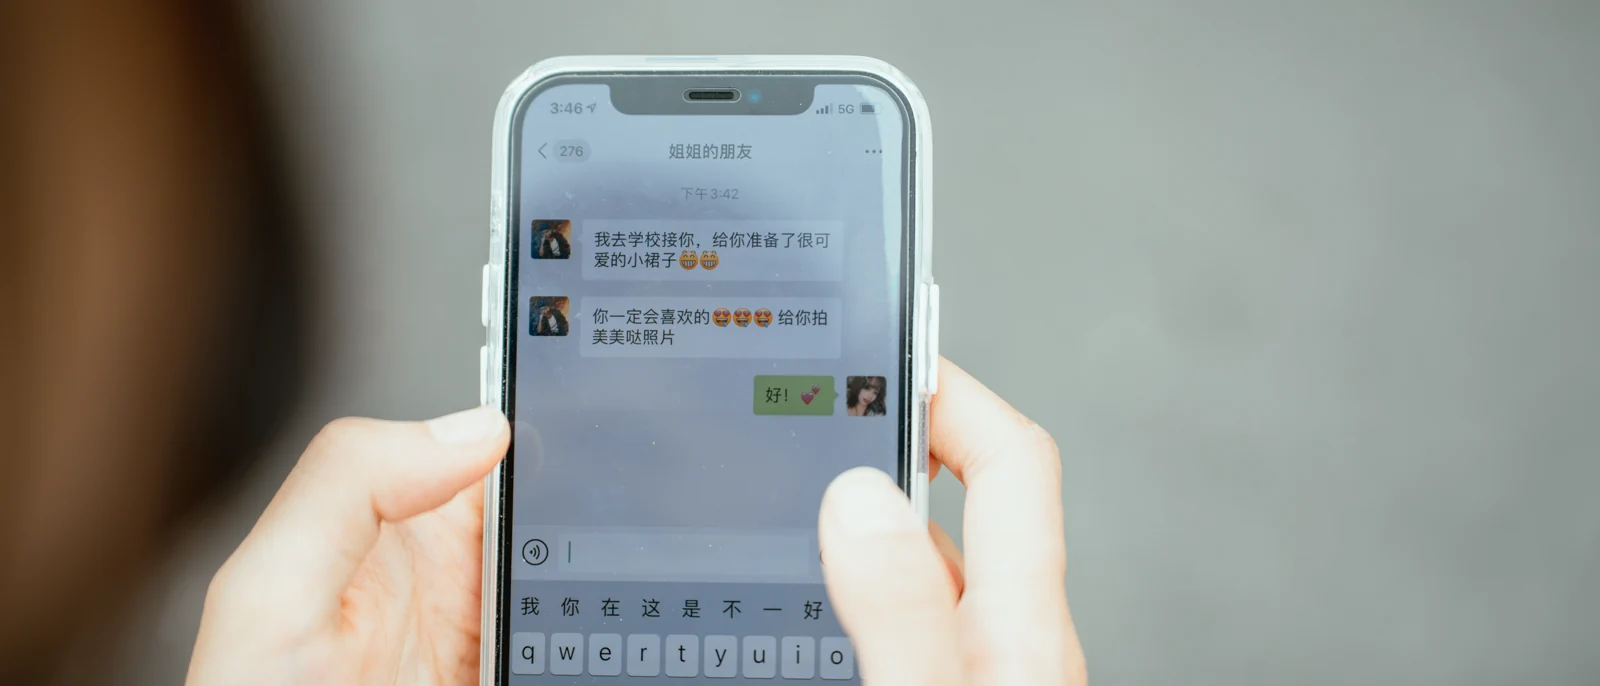 3:46 5G
276 姐姐的朋友
下午3:42
我去学校接你，给你准备了很可
爱的小裙子😁😁
你一定会喜欢的😍😍😍 给你拍
美美哒照片
好！💕
我 你 在 这 是 不 一 好
q w e r t y u i o